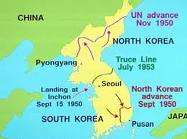 CHINA
UN advance
Nov 1950
NORTH KOREA
Pyongyang
Truce Line
July 1953
Seoul
Landing at
Inchon
Sept 15 1950
North Korean
advance
Sept 1950
SOUTH KOREA
Pusan